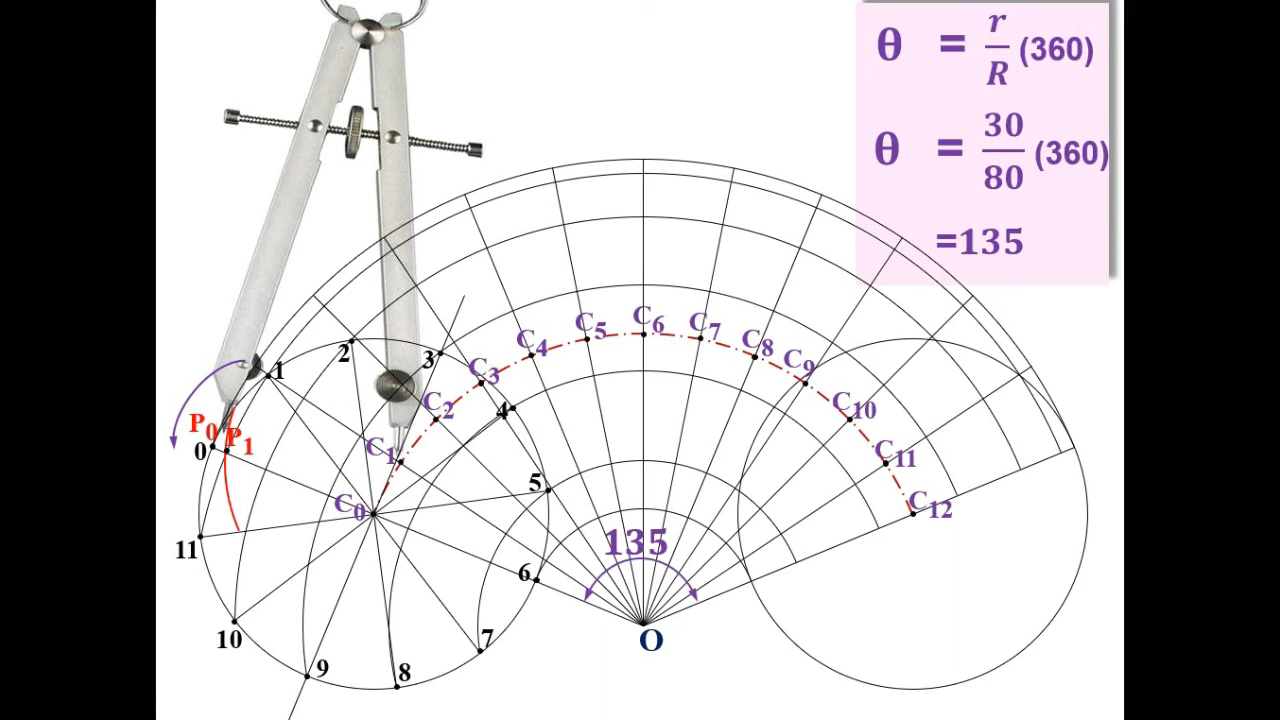 θ = r/R (360)
θ = 30/80 (360)
=135
C6
C5
C7
C4
C8
2
3
C9
1
C3
4
C2
C10
P0
P1
0
C1
C11
5
C0
C12
11
135
6
10
7
O
9
8